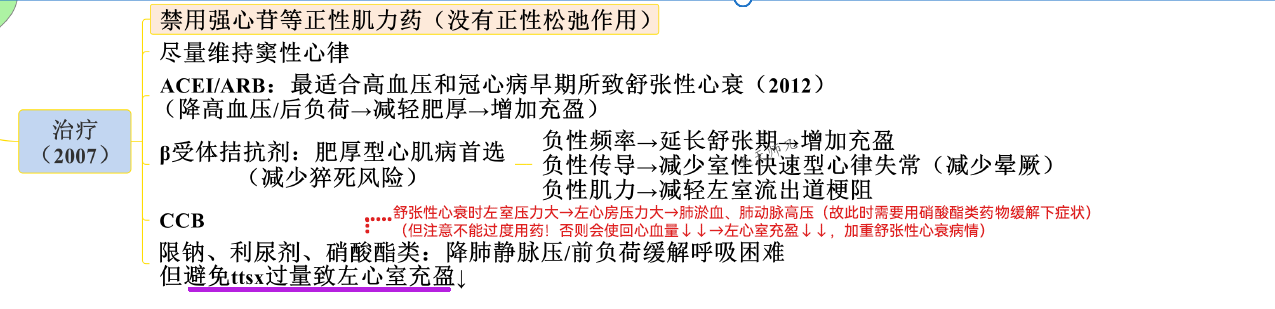 禁用强心苷等正性肌力药（没有正性松弛作用）
尽量维持窦性心律
ACEI/ARB：最适合高血压和冠心病早期所致舒张性心衰（2012）
（降高血压/后负荷→减轻肥厚→增加充盈）
治疗
（2007）
β受体拮抗剂：肥厚型心肌病首选
（减少猝死风险）
负性频率→延长舒张期→增加充盈
负性传导→减少室性快速型心律失常（减少晕厥）
负性肌力→减轻左室流出道梗阻
CCB
舒张性心衰时左室压力大→左心房压力大→肺淤血、肺动脉高压（故此时需要用硝酸酯类药物缓解下症状）
（但注意不能过度用药！否则会使回心血量↓↓→左心室充盈↓↓，加重舒张性心衰病情）
限钠、利尿剂、硝酸酯类：降肺静脉压/前负荷缓解呼吸困难
但避免ttsx过量致左心室充盈↓